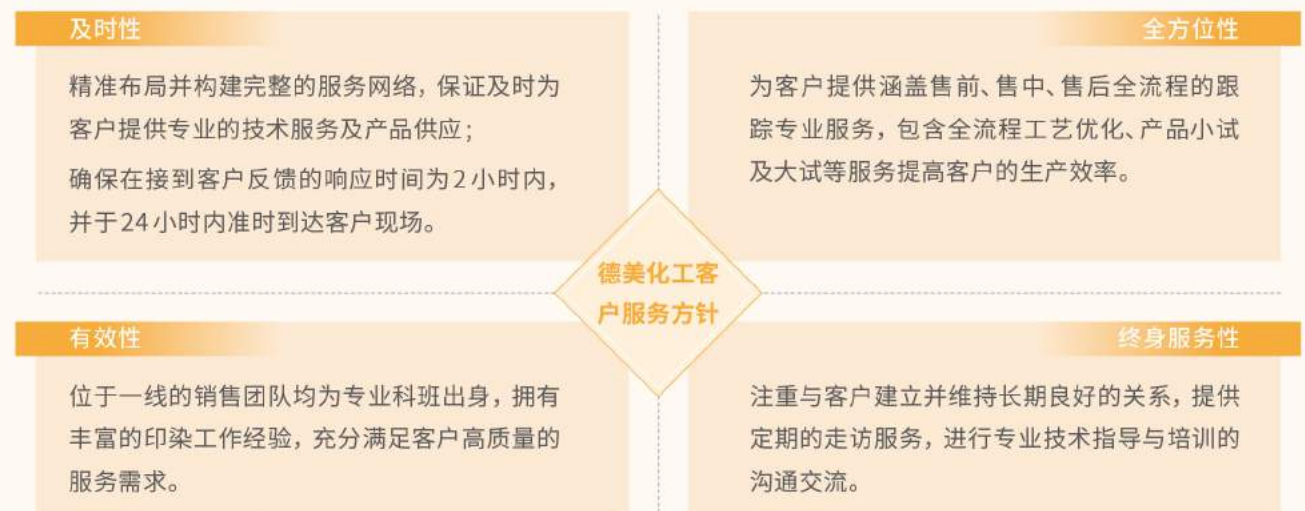 及时性
精准布局并构建完整的服务网络，保证及时为
客户提供专业的技术服务及产品供应；
确保在接到客户反馈的响应时间为2小时内，
并于24小时内准时到达客户现场。
全方位性
为客户提供涵盖售前、售中、售后全流程的跟
踪专业服务，包含全流程工艺优化、产品小试
及大试等服务提高客户的生产效率。
德美化工客
户服务方针
有效性
位于一线的销售团队均为专业科班出身，拥有
丰富的印染工作经验，充分满足客户高质量的
服务需求。
终身服务性
注重与客户建立并维持长期良好的关系，提供
定期的走访服务，进行专业技术指导与培训的
沟通交流。